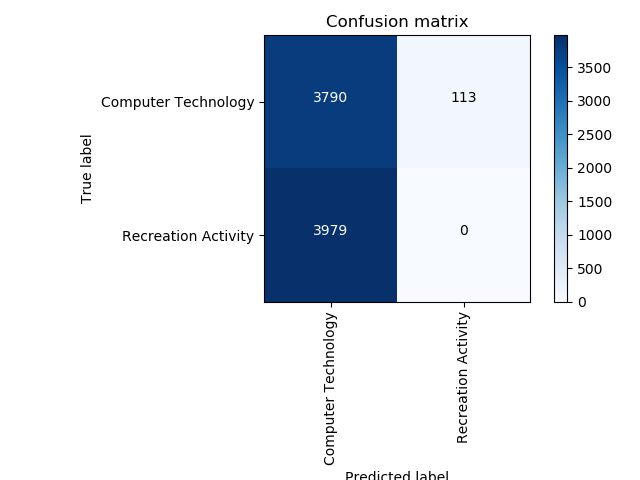 Confusion matrix
Computer Technology
Recreation Activity
True label
3790 113
3979 0
Computer Technology
Recreation Activity
Predicted label
3500
3000
2500
2000
1500
1000
500
0